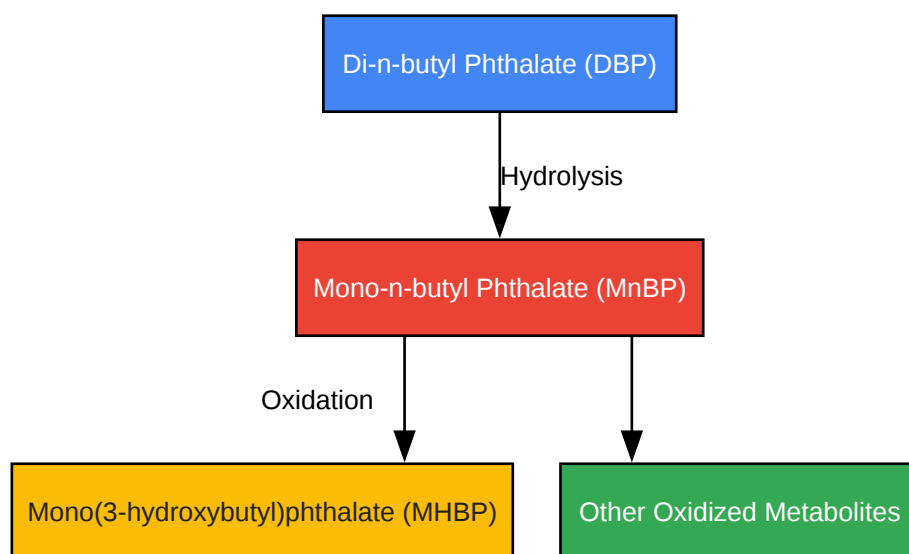 Di-n-butyl Phthalate (DBP)
Hydrolysis
Mono-n-butyl Phthalate (MnBP)
Oxidation
Mono(3-hydroxybutyl)phthalate (MHBP)
Other Oxidized Metabolites